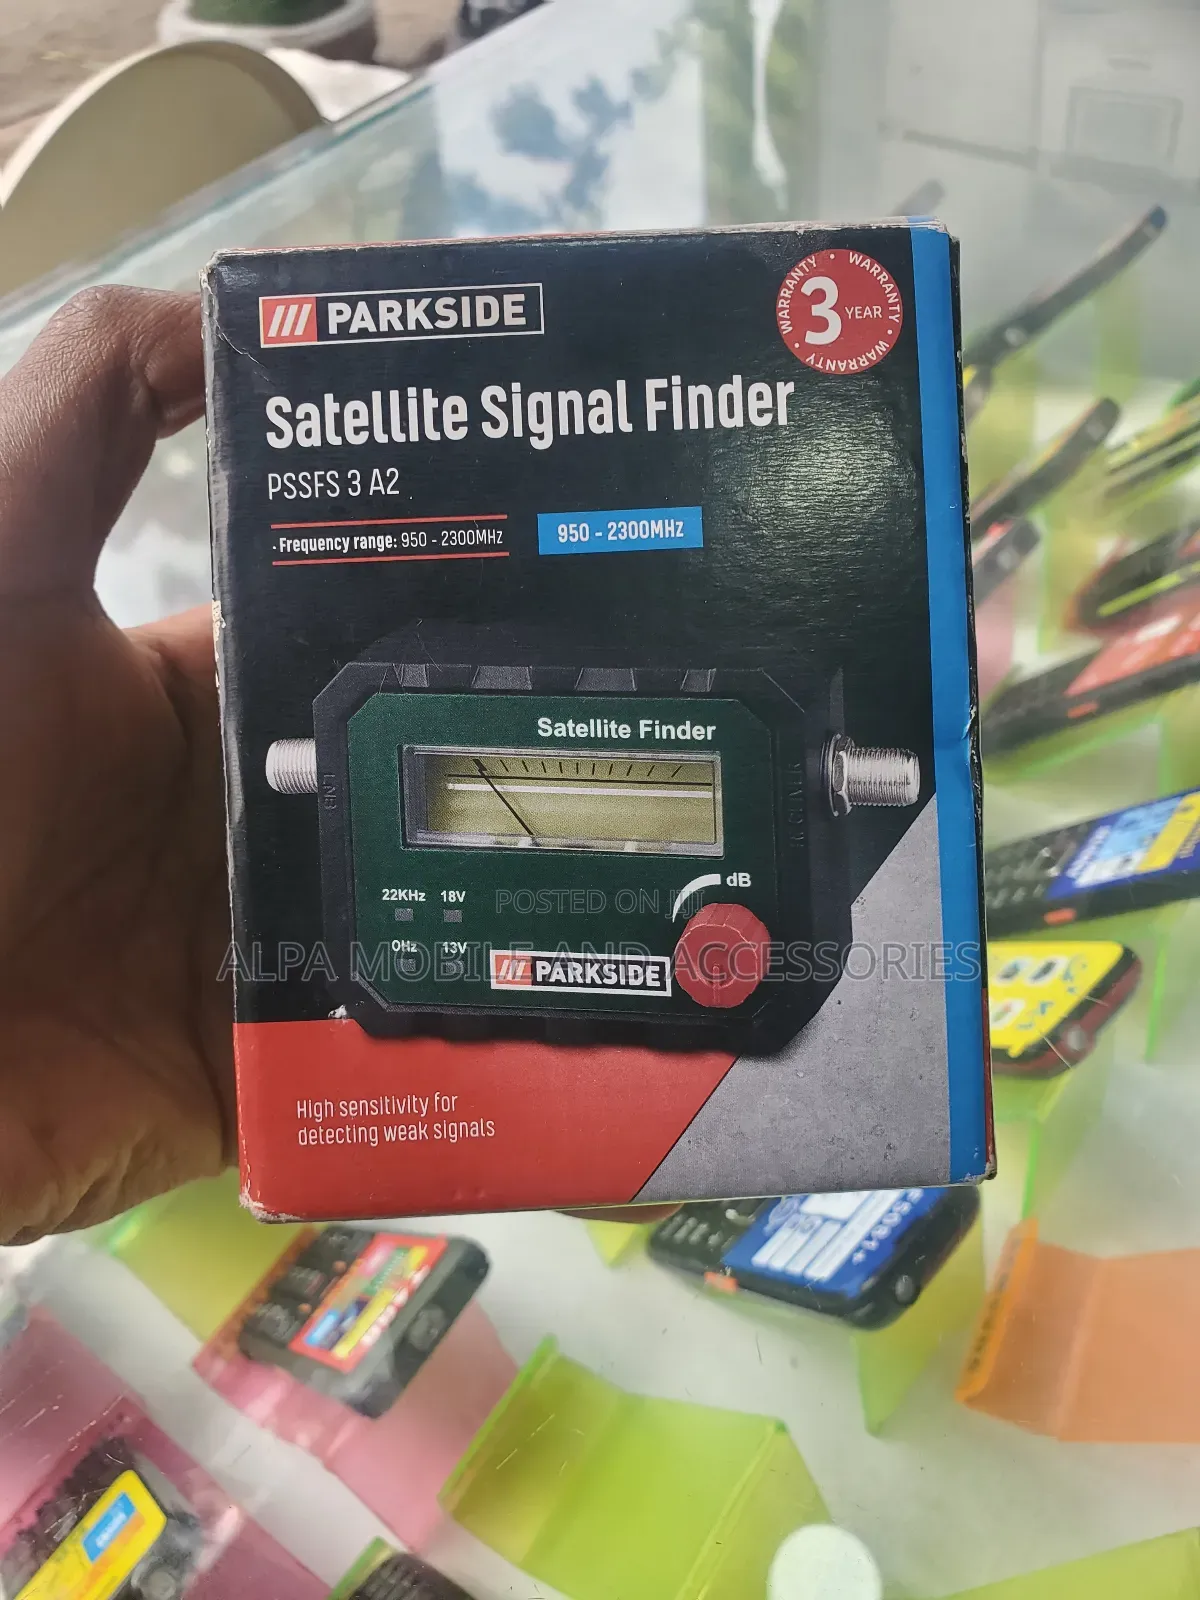 PARKSIDE
WARRANTY • WARRANTY • WARRANTY •
3 YEAR
Satellite Signal Finder
PSSFS 3 A2
· Frequency range: 950 - 2300MHz
950 - 2300MHz
Satellite Finder
LNB
dB
22KHz 18V
0Hz 13V
PARKSIDE
POSTED ON JIJI
ALPA MOBILE AND ACCESSORIES
High sensitivity for
detecting weak signals